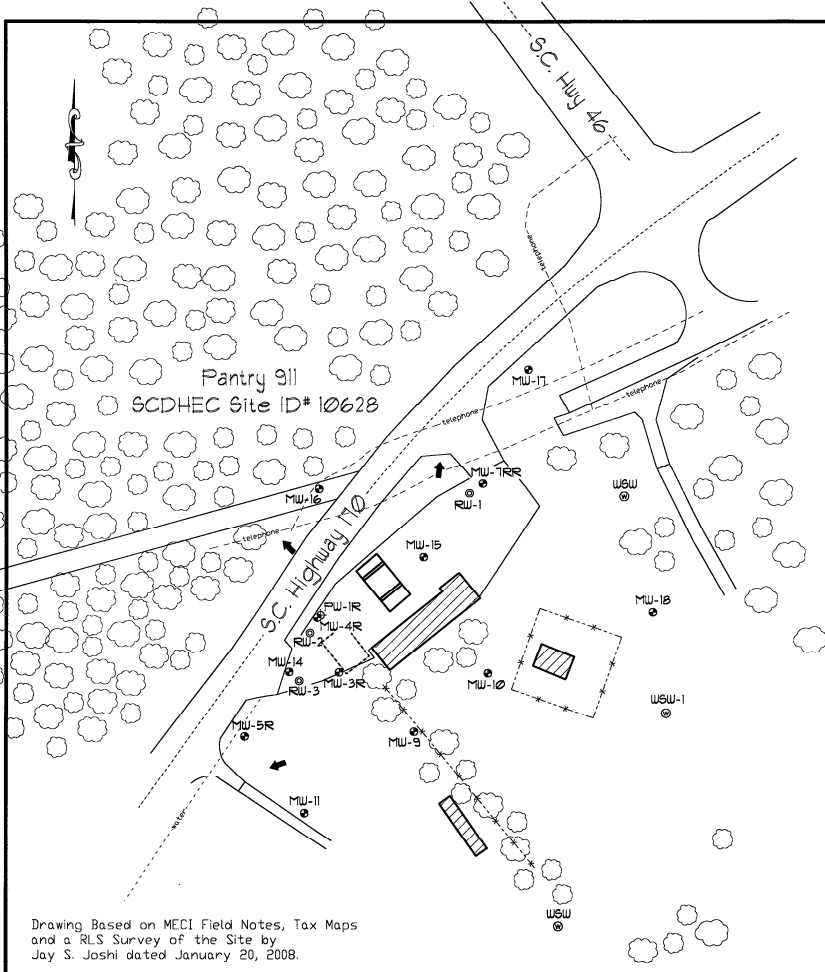 S.C. Hwy 46
telephone
Pantry 911
SCDHEC Site ID# 10628
MW-17
telephone
telephone
MW-7RR
RW-1
WSW
MW-16
telephone
S.C. Highway 170
MW-15
PW-1R
MW-4R
RW-2
MW-18
MW-14
MW-3R
RW-3
MW-10
WSW-1
MW-5R
MW-9
MW-11
water
WSW
Drawing Based on MECI Field Notes, Tax Maps
and a RLS Survey of the Site by
Jay S. Joshi dated January 20, 2008.